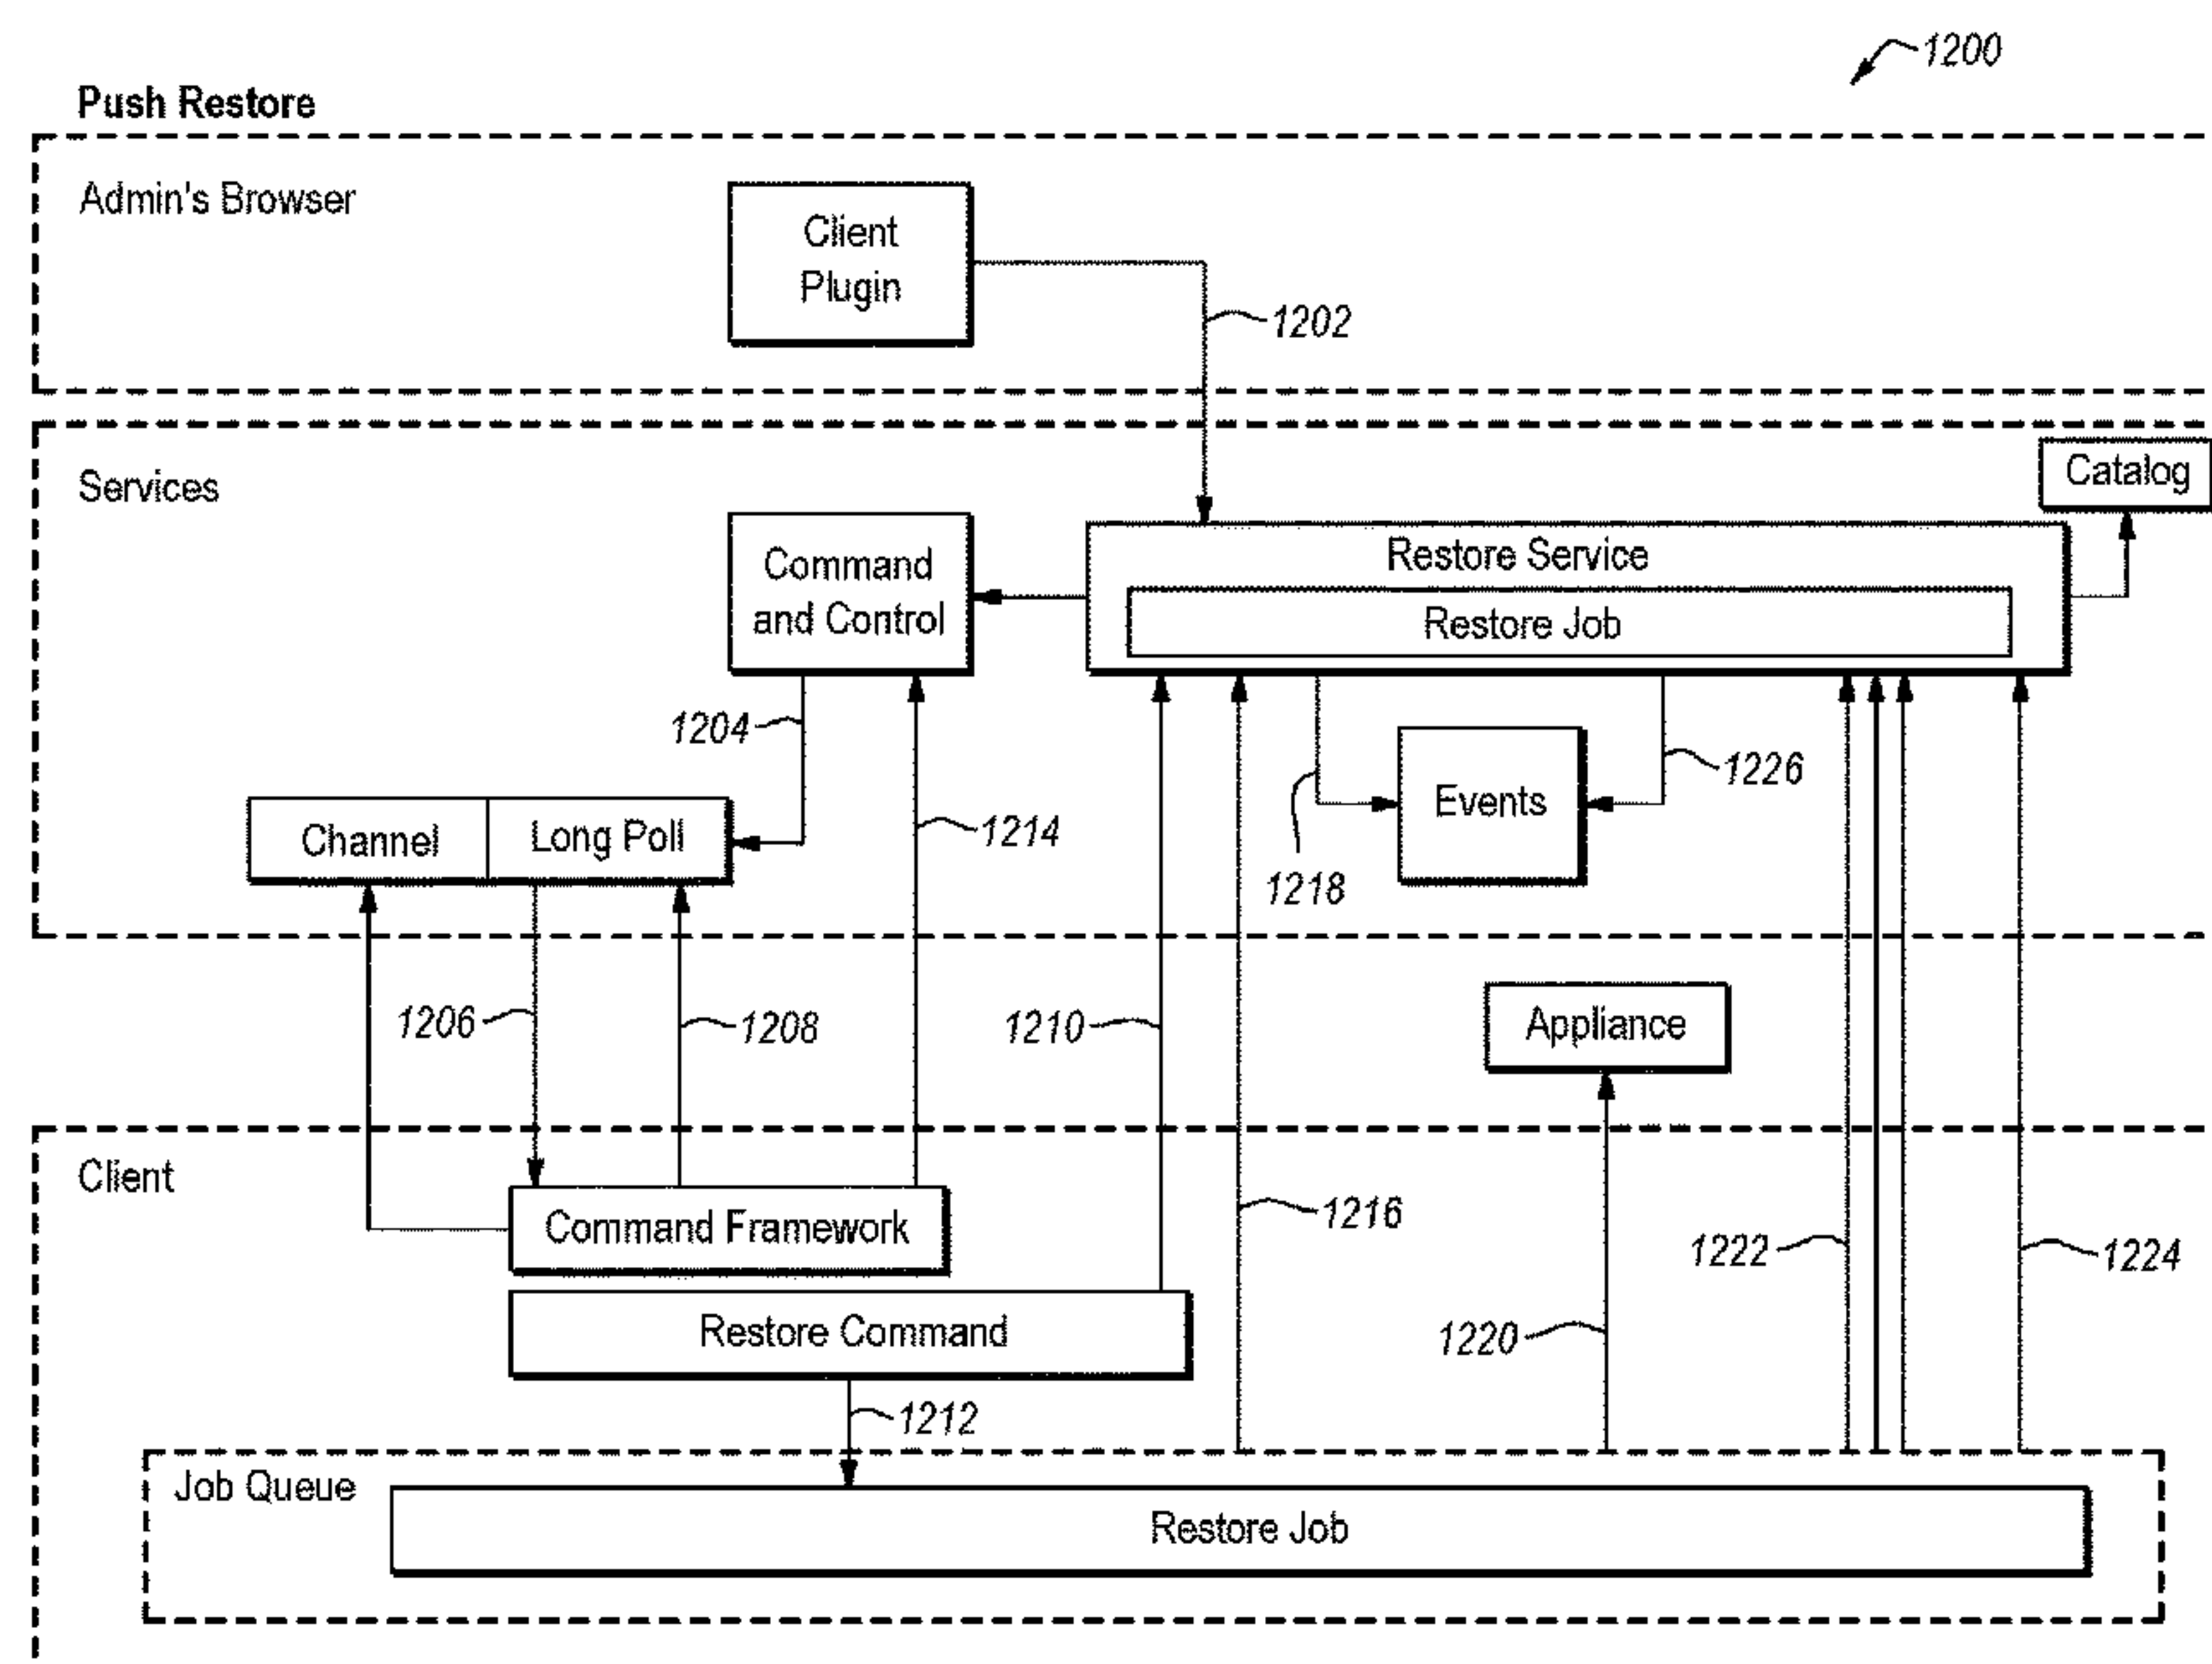 1200
Push Restore
Admin's Browser
Client
Plugin
1202
Services
Catalog
Command
and Control
Restore Service
Restore Job
1204
1226
Events
Channel
Long Poll
1214
1218
1206
1208
1210
Appliance
Client
Command Framework
1216
1222
1224
Restore Command
1220
1212
Job Queue
Restore Job